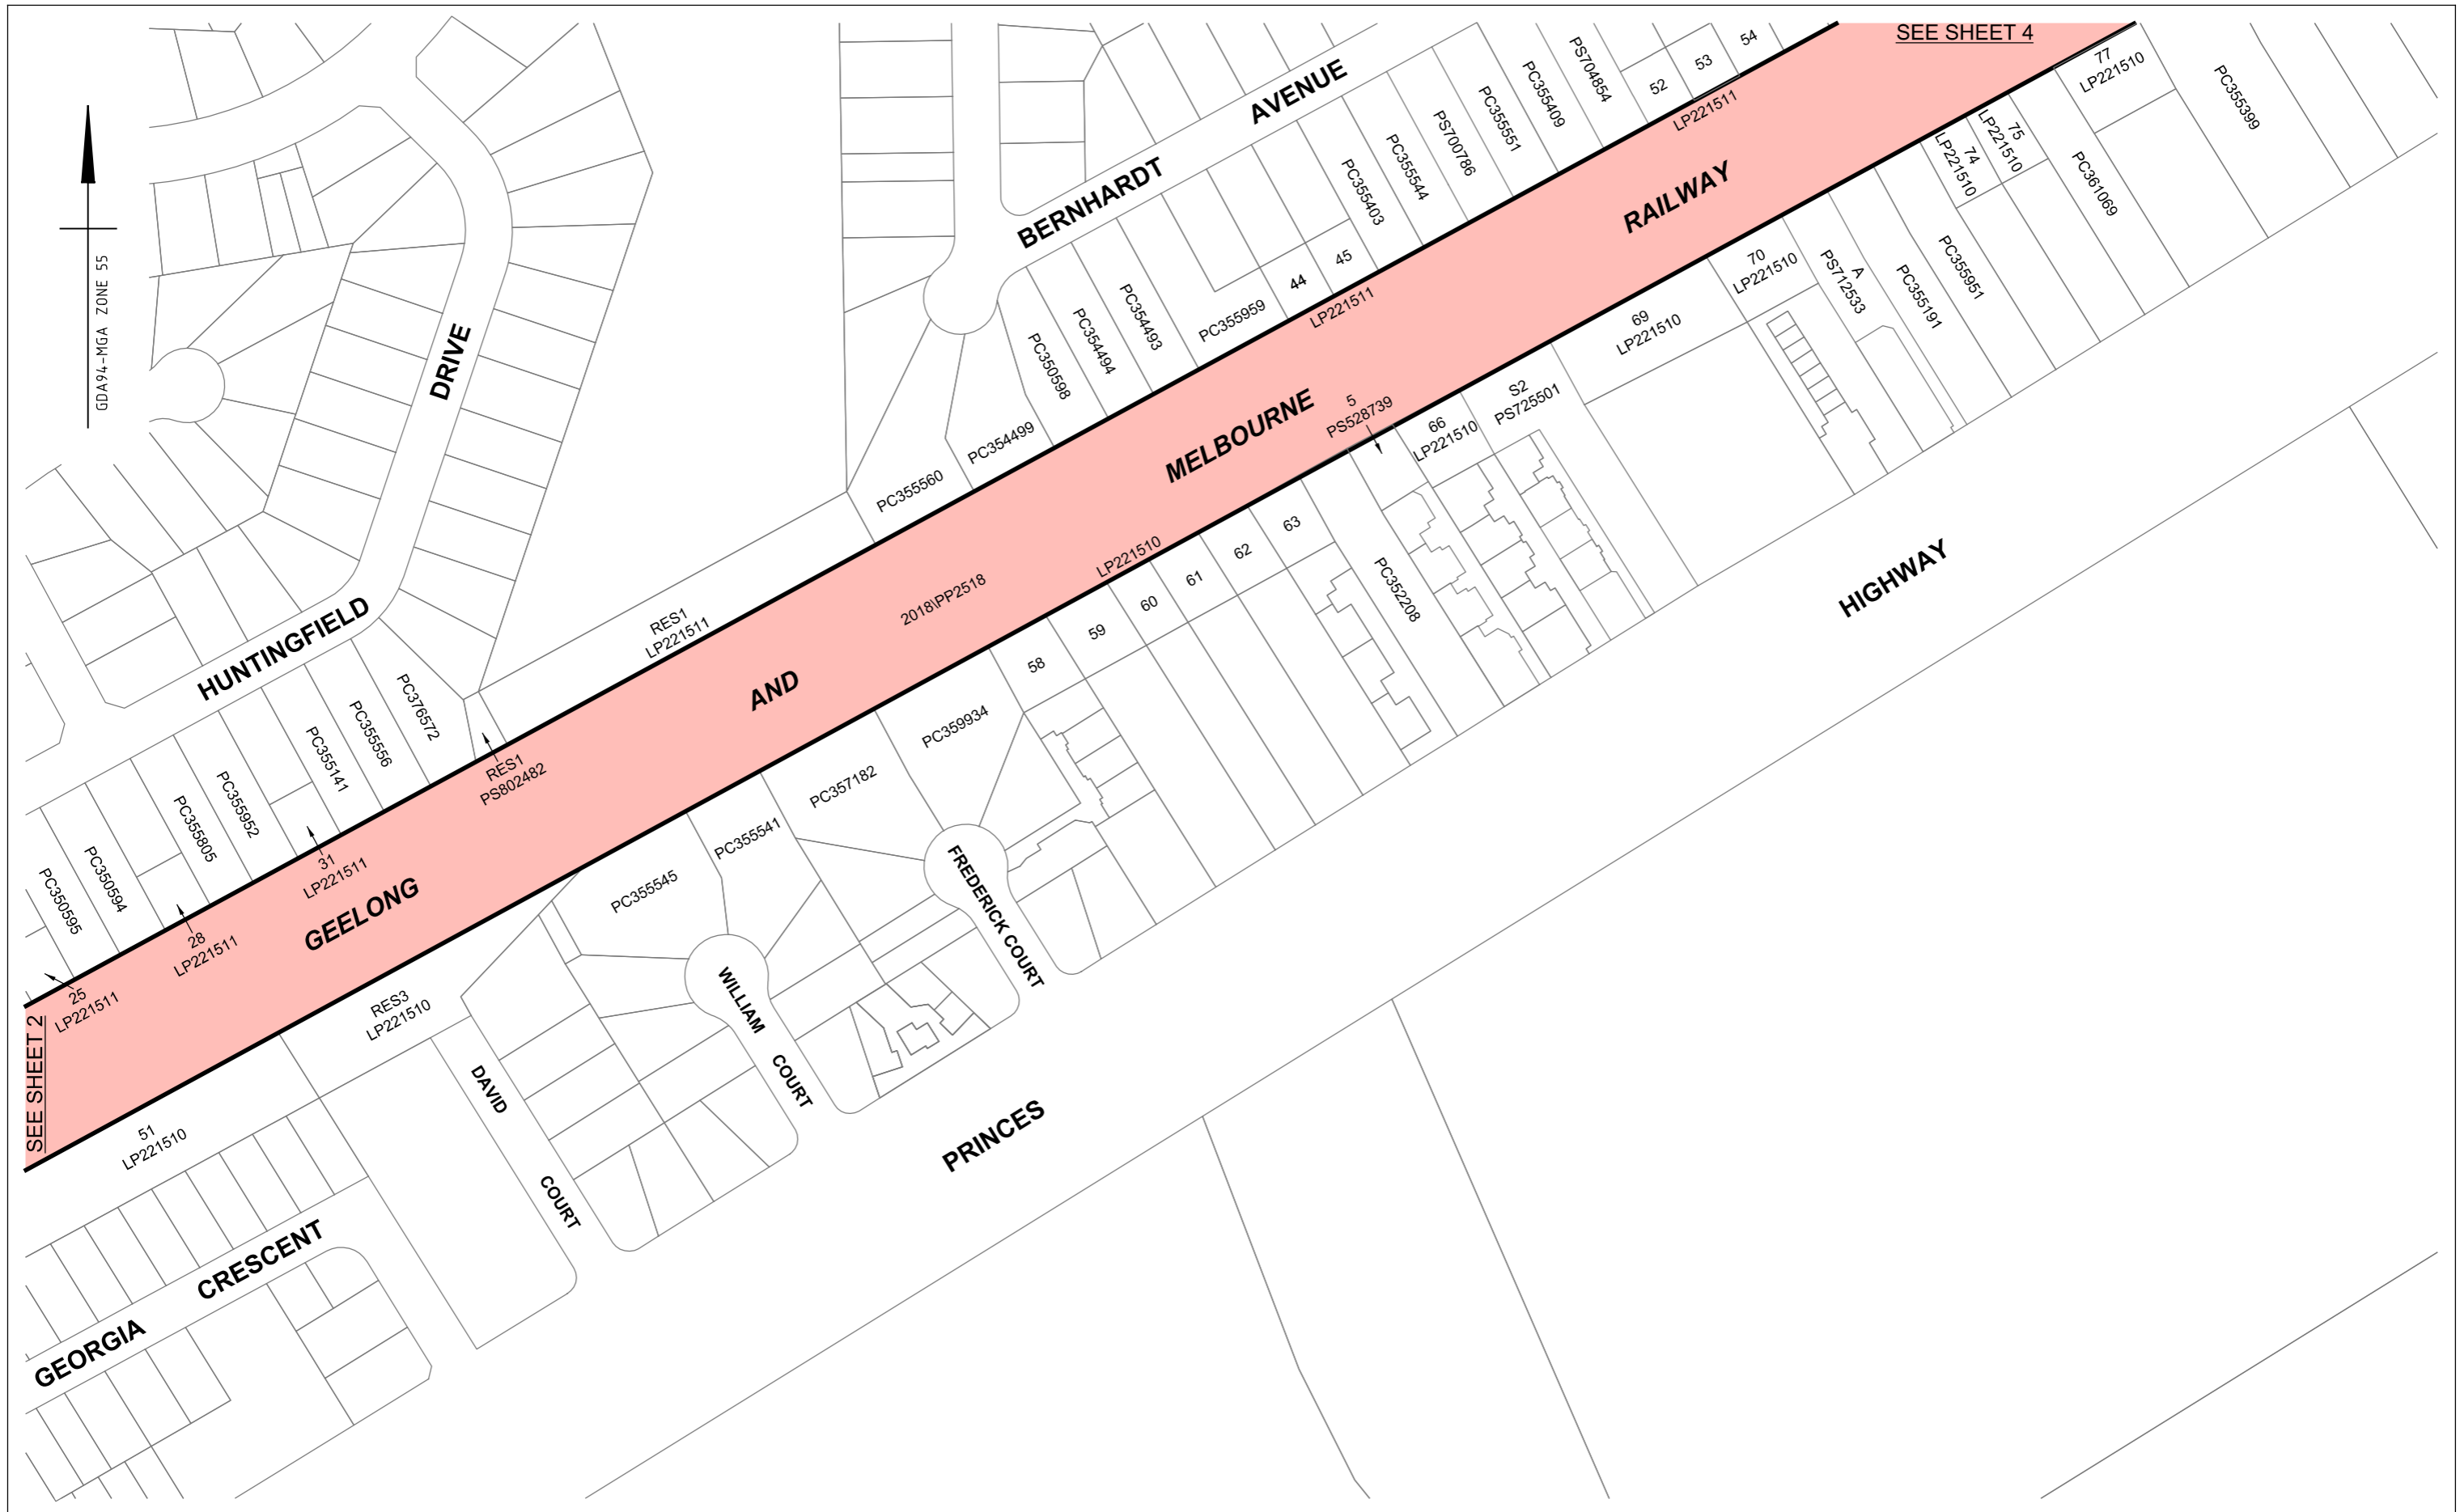 SEE SHEET 4
54
53
52
PS704854
PC355409
PC355551
PS700786
PC355544
PC355403
LP221511
AVENUE
BERNHARDT
77
LP221510
PC355399
75
LP221510
74
LP221510
PC361069
PC355951
PC355191
A
PS712533
70
LP221510
69
LP221510
RAILWAY
GDA94-MGA ZONE 55
DRIVE
45
44
LP221511
PC355959
PC354493
PC354494
PC350598
PC354499
PC355560
MELBOURNE
5
PS528739
66
LP221510
S2
PS725501
63
62
61
60
59
58
LP221510
PC352208
2018\PP2518
HIGHWAY
RES1
LP221511
HUNTINGFIELD
AND
PC376572
PC355556
PC355141
PC355952
PC355805
PC350594
PC350595
RES1
PS802482
PC359934
PC357182
PC355541
PC355545
31
LP221511
28
LP221511
25
LP221511
GEELONG
FREDERICK COURT
WILLIAM
COURT
RES3
LP221510
SEE SHEET 2
DAVID
COURT
51
LP221510
PRINCES
CRESCENT
GEORGIA